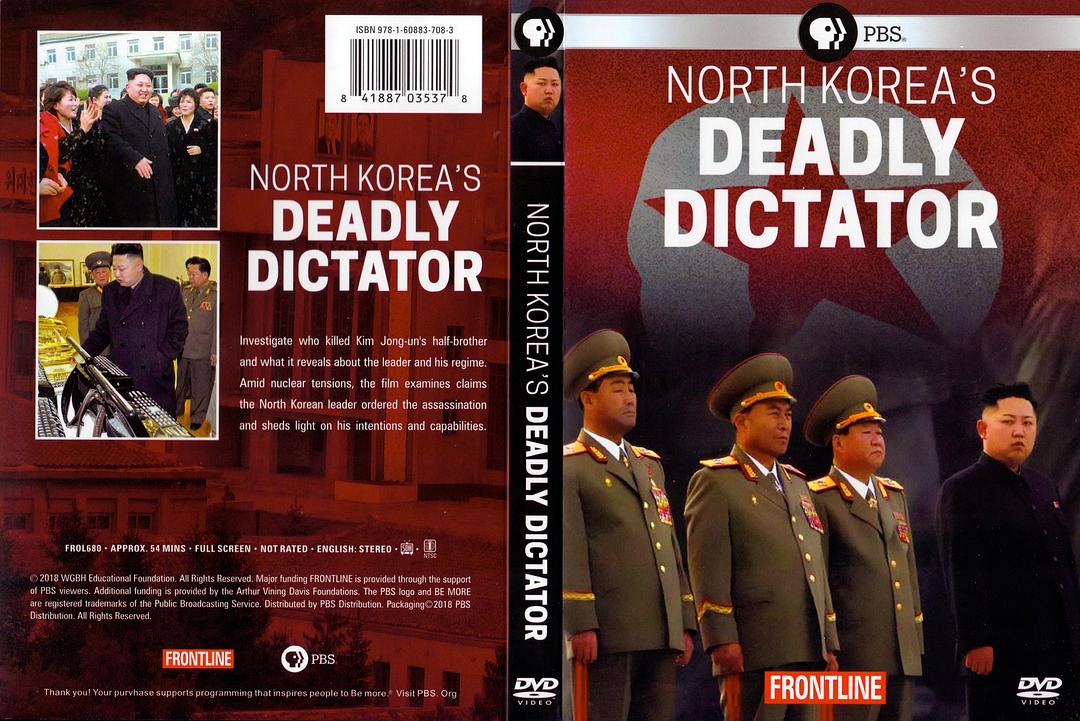 ISBN 978-1-60883-708-3
8 41887 03537 8
NORTH KOREA'S
DEADLY
DICTATOR
Investigate who killed Kim Jong-un's half-brother
and what it reveals about the leader and his regime.
Amid nuclear tensions, the film examines claims
the North Korean leader ordered the assassination
and sheds light on his intentions and capabilities.
FROL680 • APPROX. 54 MINS • FULL SCREEN • NOT RATED • ENGLISH: STEREO •
NTSC
© 2018 WGBH Educational Foundation. All Rights Reserved. Major funding FRONTLINE is provided through the support
of PBS viewers. Additional funding is provided by the Arthur Vining Davis Foundations. The PBS logo and BE MORE
are registered trademarks of the Public Broadcasting Service. Distributed by PBS Distribution. Packaging©2018 PBS
Distribution. All Rights Reserved.
FRONTLINE
PBS.
Thank you! Your purvhase supports programming that inspires people to Be more.® Visit PBS. Org
NORTH KOREA'S DEADLY DICTATOR
DVD
VIDEO
PBS.
NORTH KOREA'S
DEADLY
DICTATOR
FRONTLINE
DVD
VIDEO